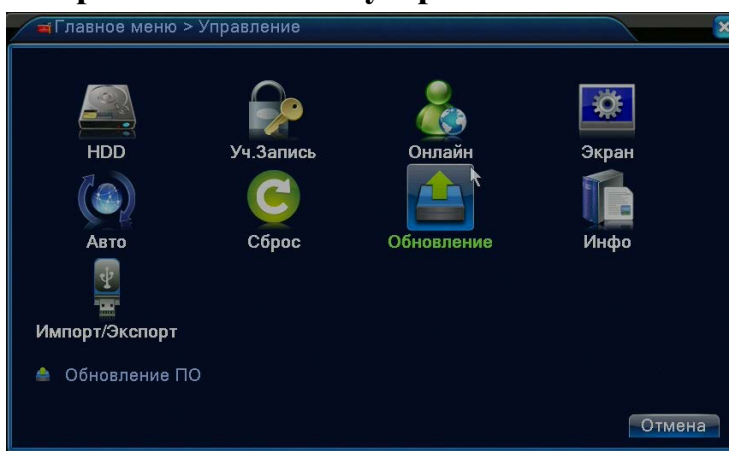 Главное меню > Управление
HDD
Уч.Запись
Онлайн
Экран
Авто
Сброс
Обновление
Инфо
Импорт/Экспорт
Обновление ПО
Отмена